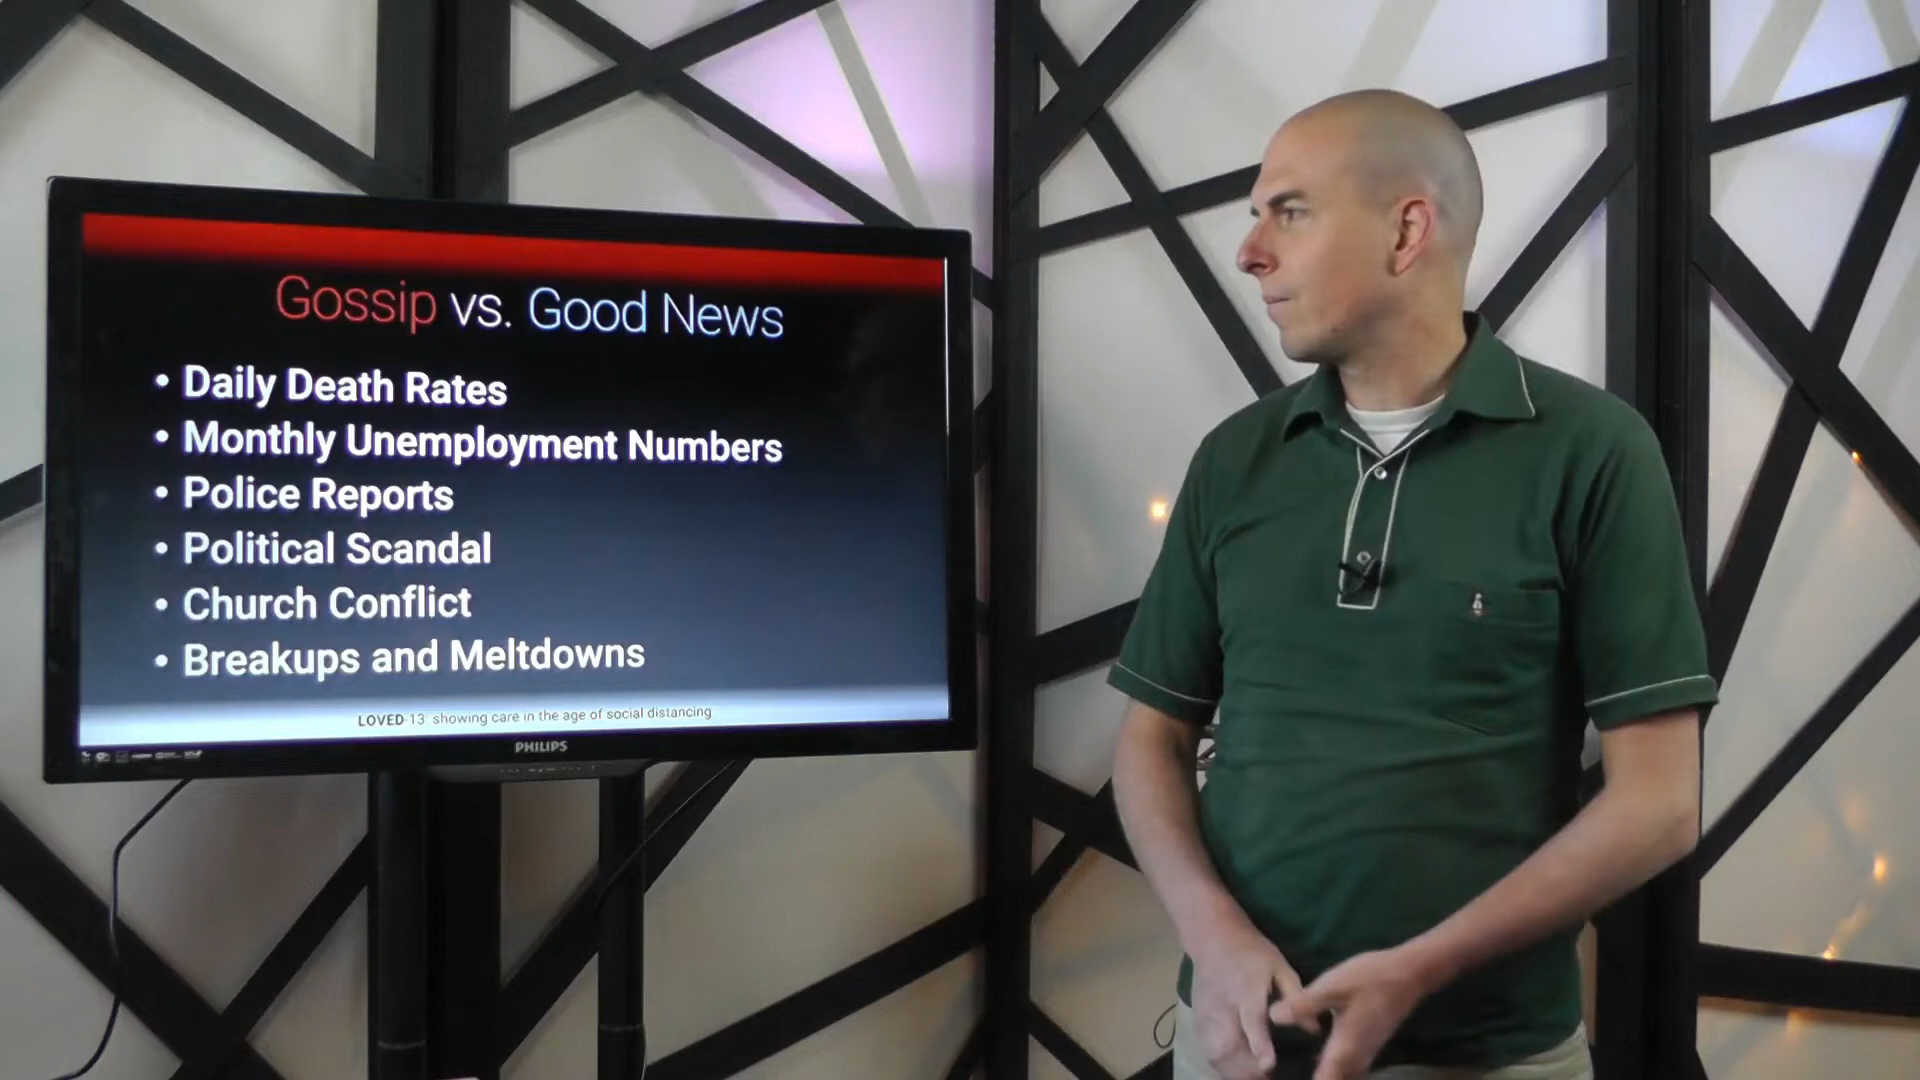 Gossip vs. Good News
• Daily Death Rates
• Monthly Unemployment Numbers
• Police Reports
• Political Scandal
• Church Conflict
• Breakups and Meltdowns
LOVED 13: showing care in the age of social distancing
PHILIPS